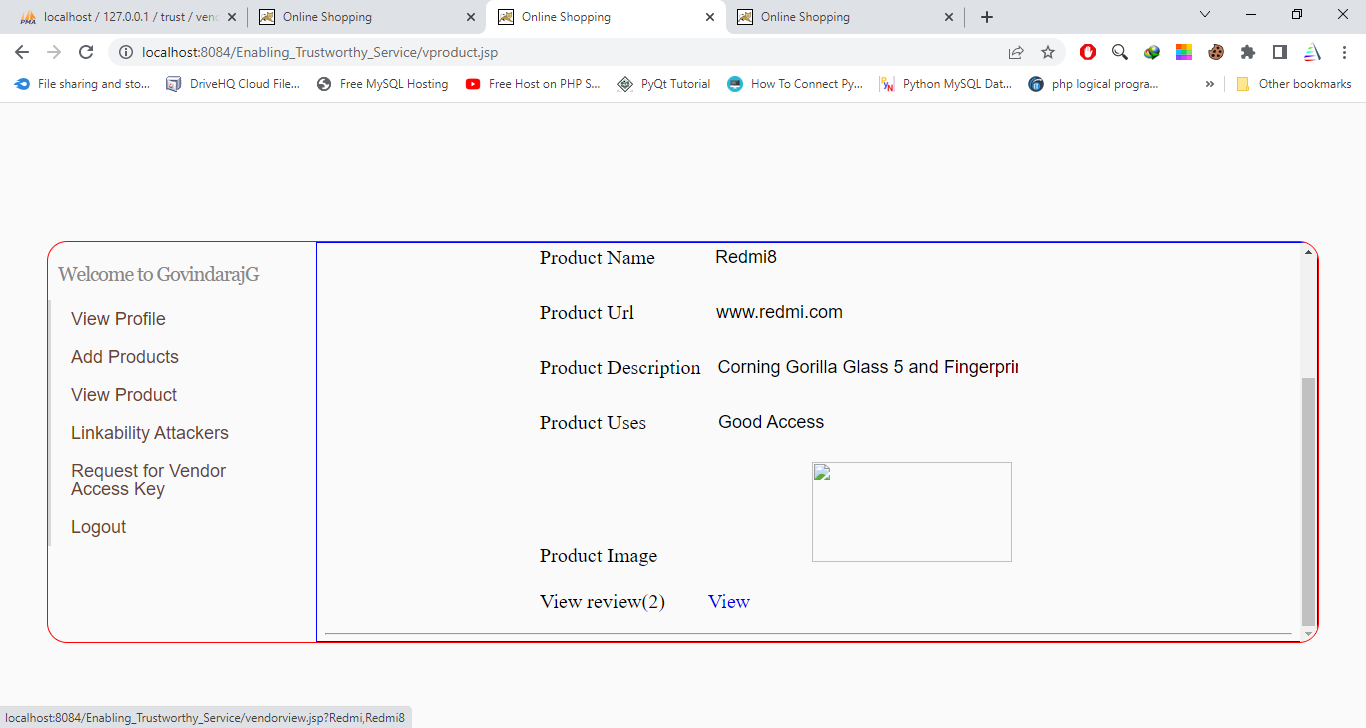 localhost / 127.0.0.1 / trust / vend
Online Shopping
Online Shopping
Online Shopping
localhost:8084/Enabling_Trustworthy_Service/vproduct.jsp
File sharing and sto...
DriveHQ Cloud File...
Free MySQL Hosting
Free Host on PHP S...
PyQt Tutorial
How To Connect Py...
Python MySQL Dat...
php logical progra...
»
Other bookmarks
Welcome to GovindarajG
View Profile
Add Products
View Product
Linkability Attackers
Request for Vendor
Access Key
Logout
Product Name Redmi8
Product Url www.redmi.com
Product Description Corning Gorilla Glass 5 and Fingerprin
Product Uses Good Access
Product Image
View review(2) View
localhost:8084/Enabling_Trustworthy_Service/vendorview.jsp?Redmi,Redmi8